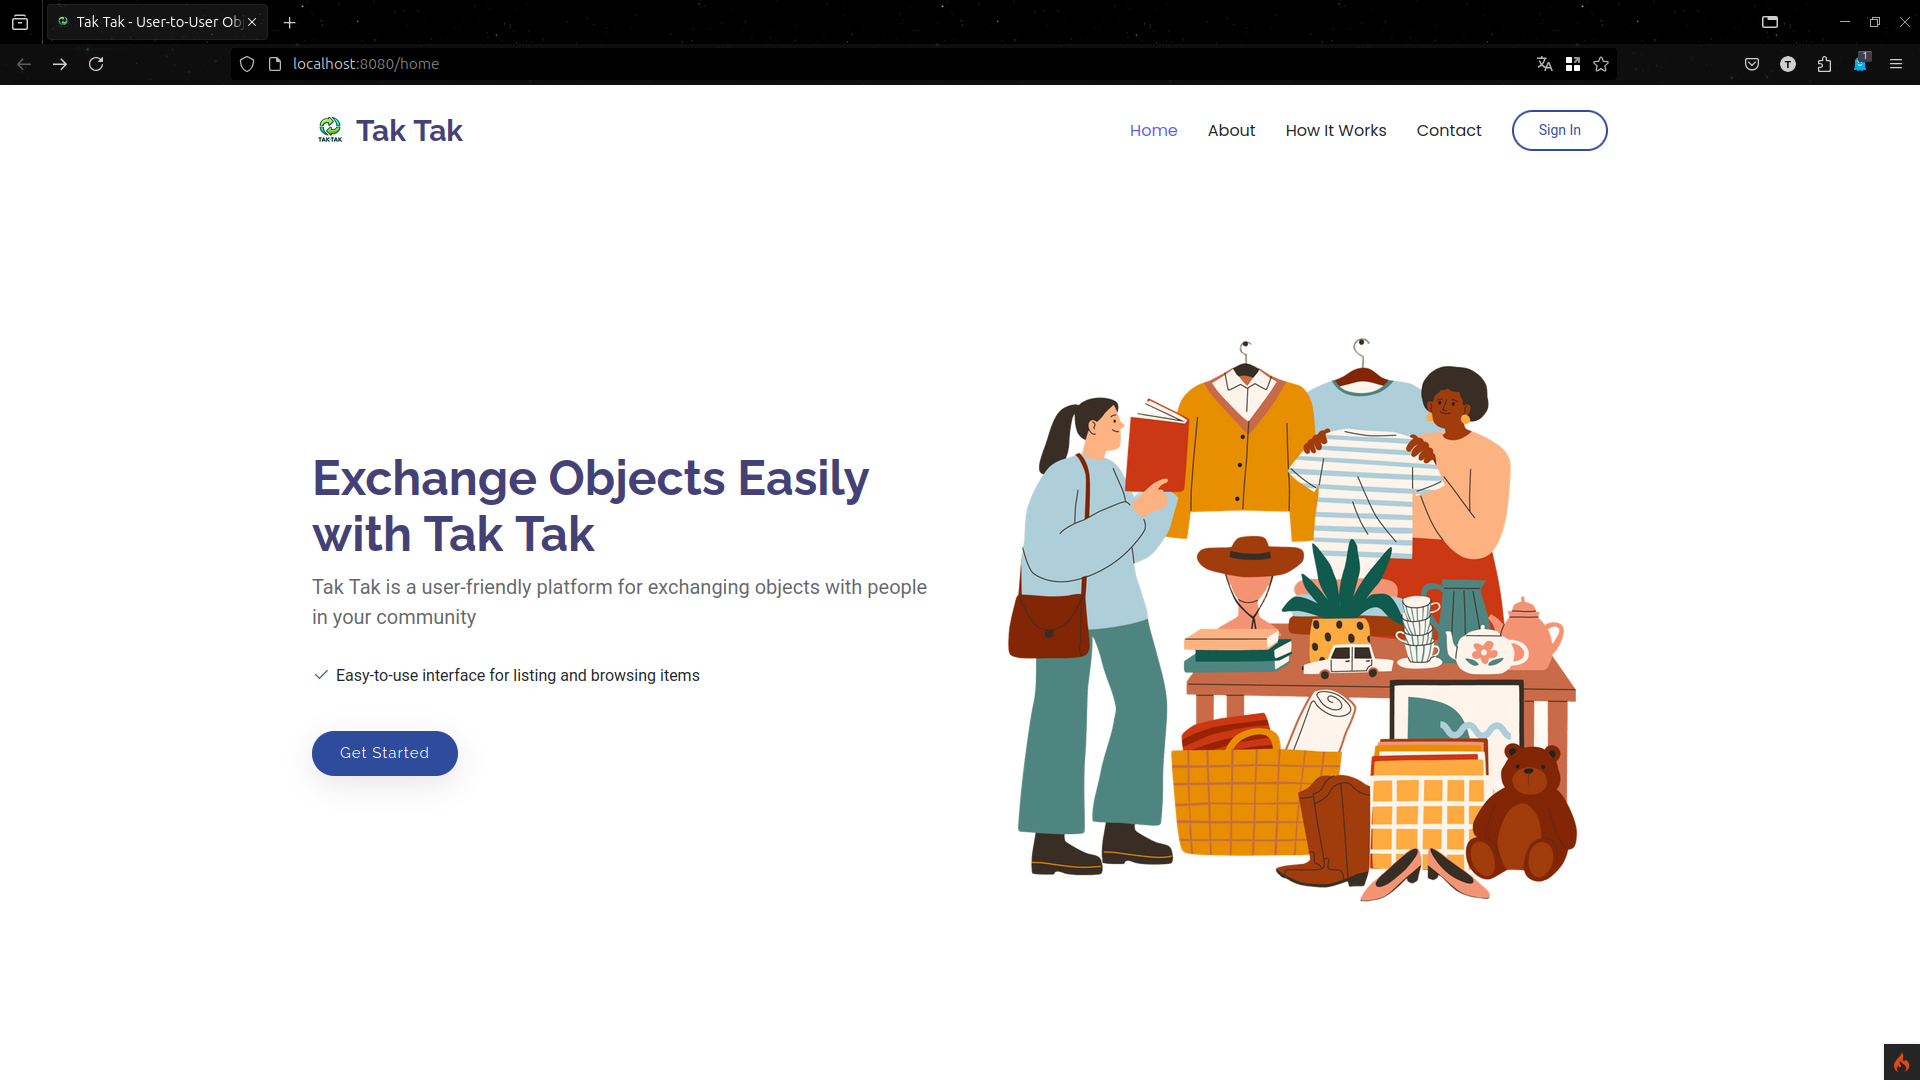 Tak Tak - User-to-User Ob
localhost:8080/home
T
1
TAK-TAK
Tak Tak
Home
About
How It Works
Contact
Sign In
Exchange Objects Easily
with Tak Tak
Tak Tak is a user-friendly platform for exchanging objects with people
in your community
Easy-to-use interface for listing and browsing items
Get Started